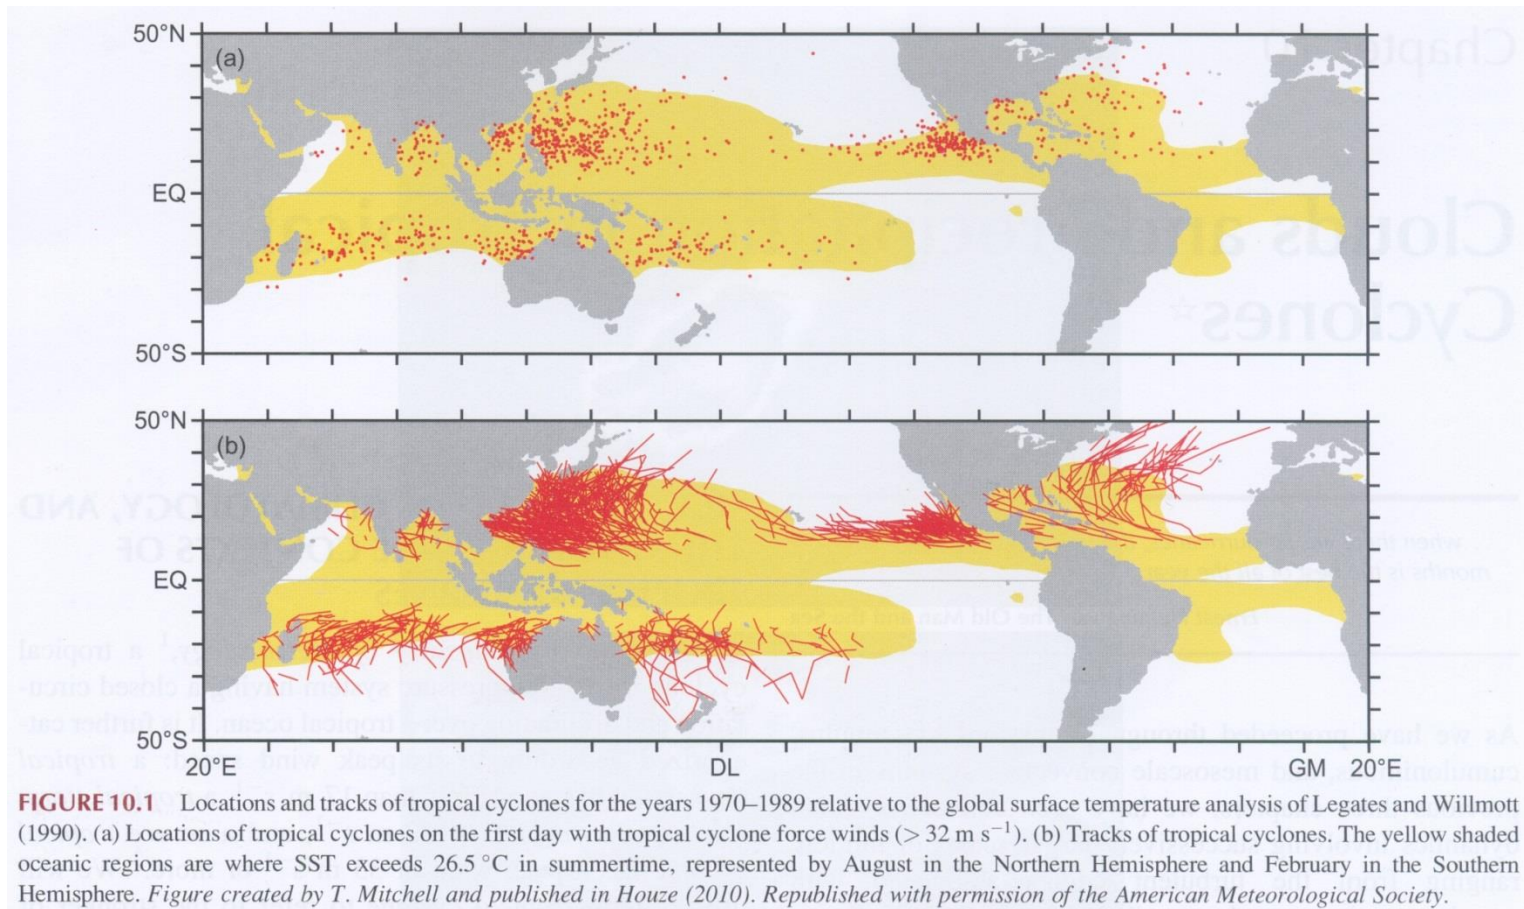 50°N
(a)
EQ
50°S
50°N
(b)
EQ
50°S
20°E DL GM 20°E
FIGURE 10.1 Locations and tracks of tropical cyclones for the years 1970–1989 relative to the global surface temperature analysis of Legates and Willmott
(1990). (a) Locations of tropical cyclones on the first day with tropical cyclone force winds (> 32 m s⁻¹). (b) Tracks of tropical cyclones. The yellow shaded
oceanic regions are where SST exceeds 26.5 °C in summertime, represented by August in the Northern Hemisphere and February in the Southern
Hemisphere. Figure created by T. Mitchell and published in Houze (2010). Republished with permission of the American Meteorological Society.